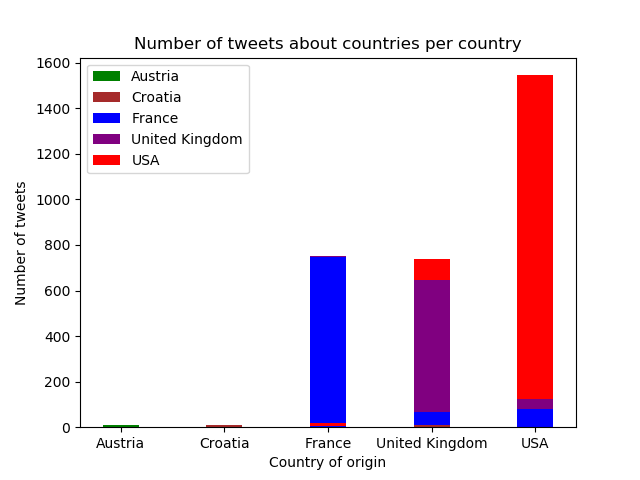 Number of tweets about countries per country
1600
1400
1200
1000
800
600
400
200
0
Number of tweets
Austria
Croatia
France
United Kingdom
USA
Austria
Croatia
France
United Kingdom
USA
Country of origin